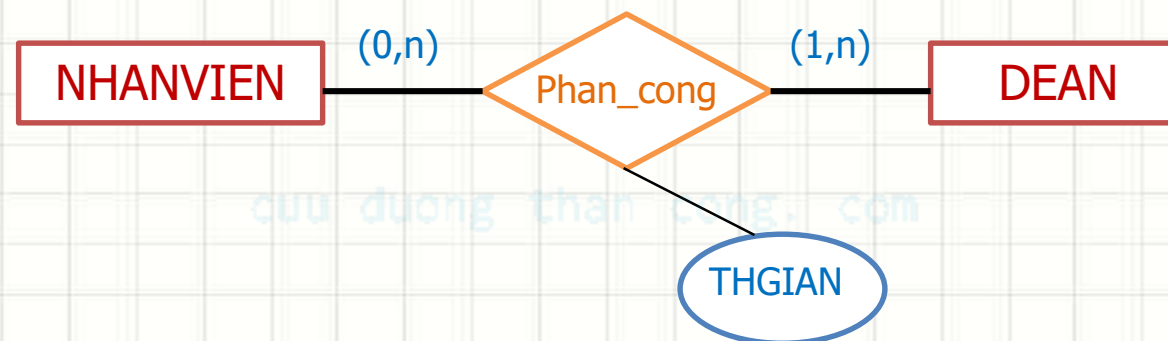 (0,n) (1,n)
NHANVIEN Phan_cong DEAN
cuu duong than cong. com
THGIAN